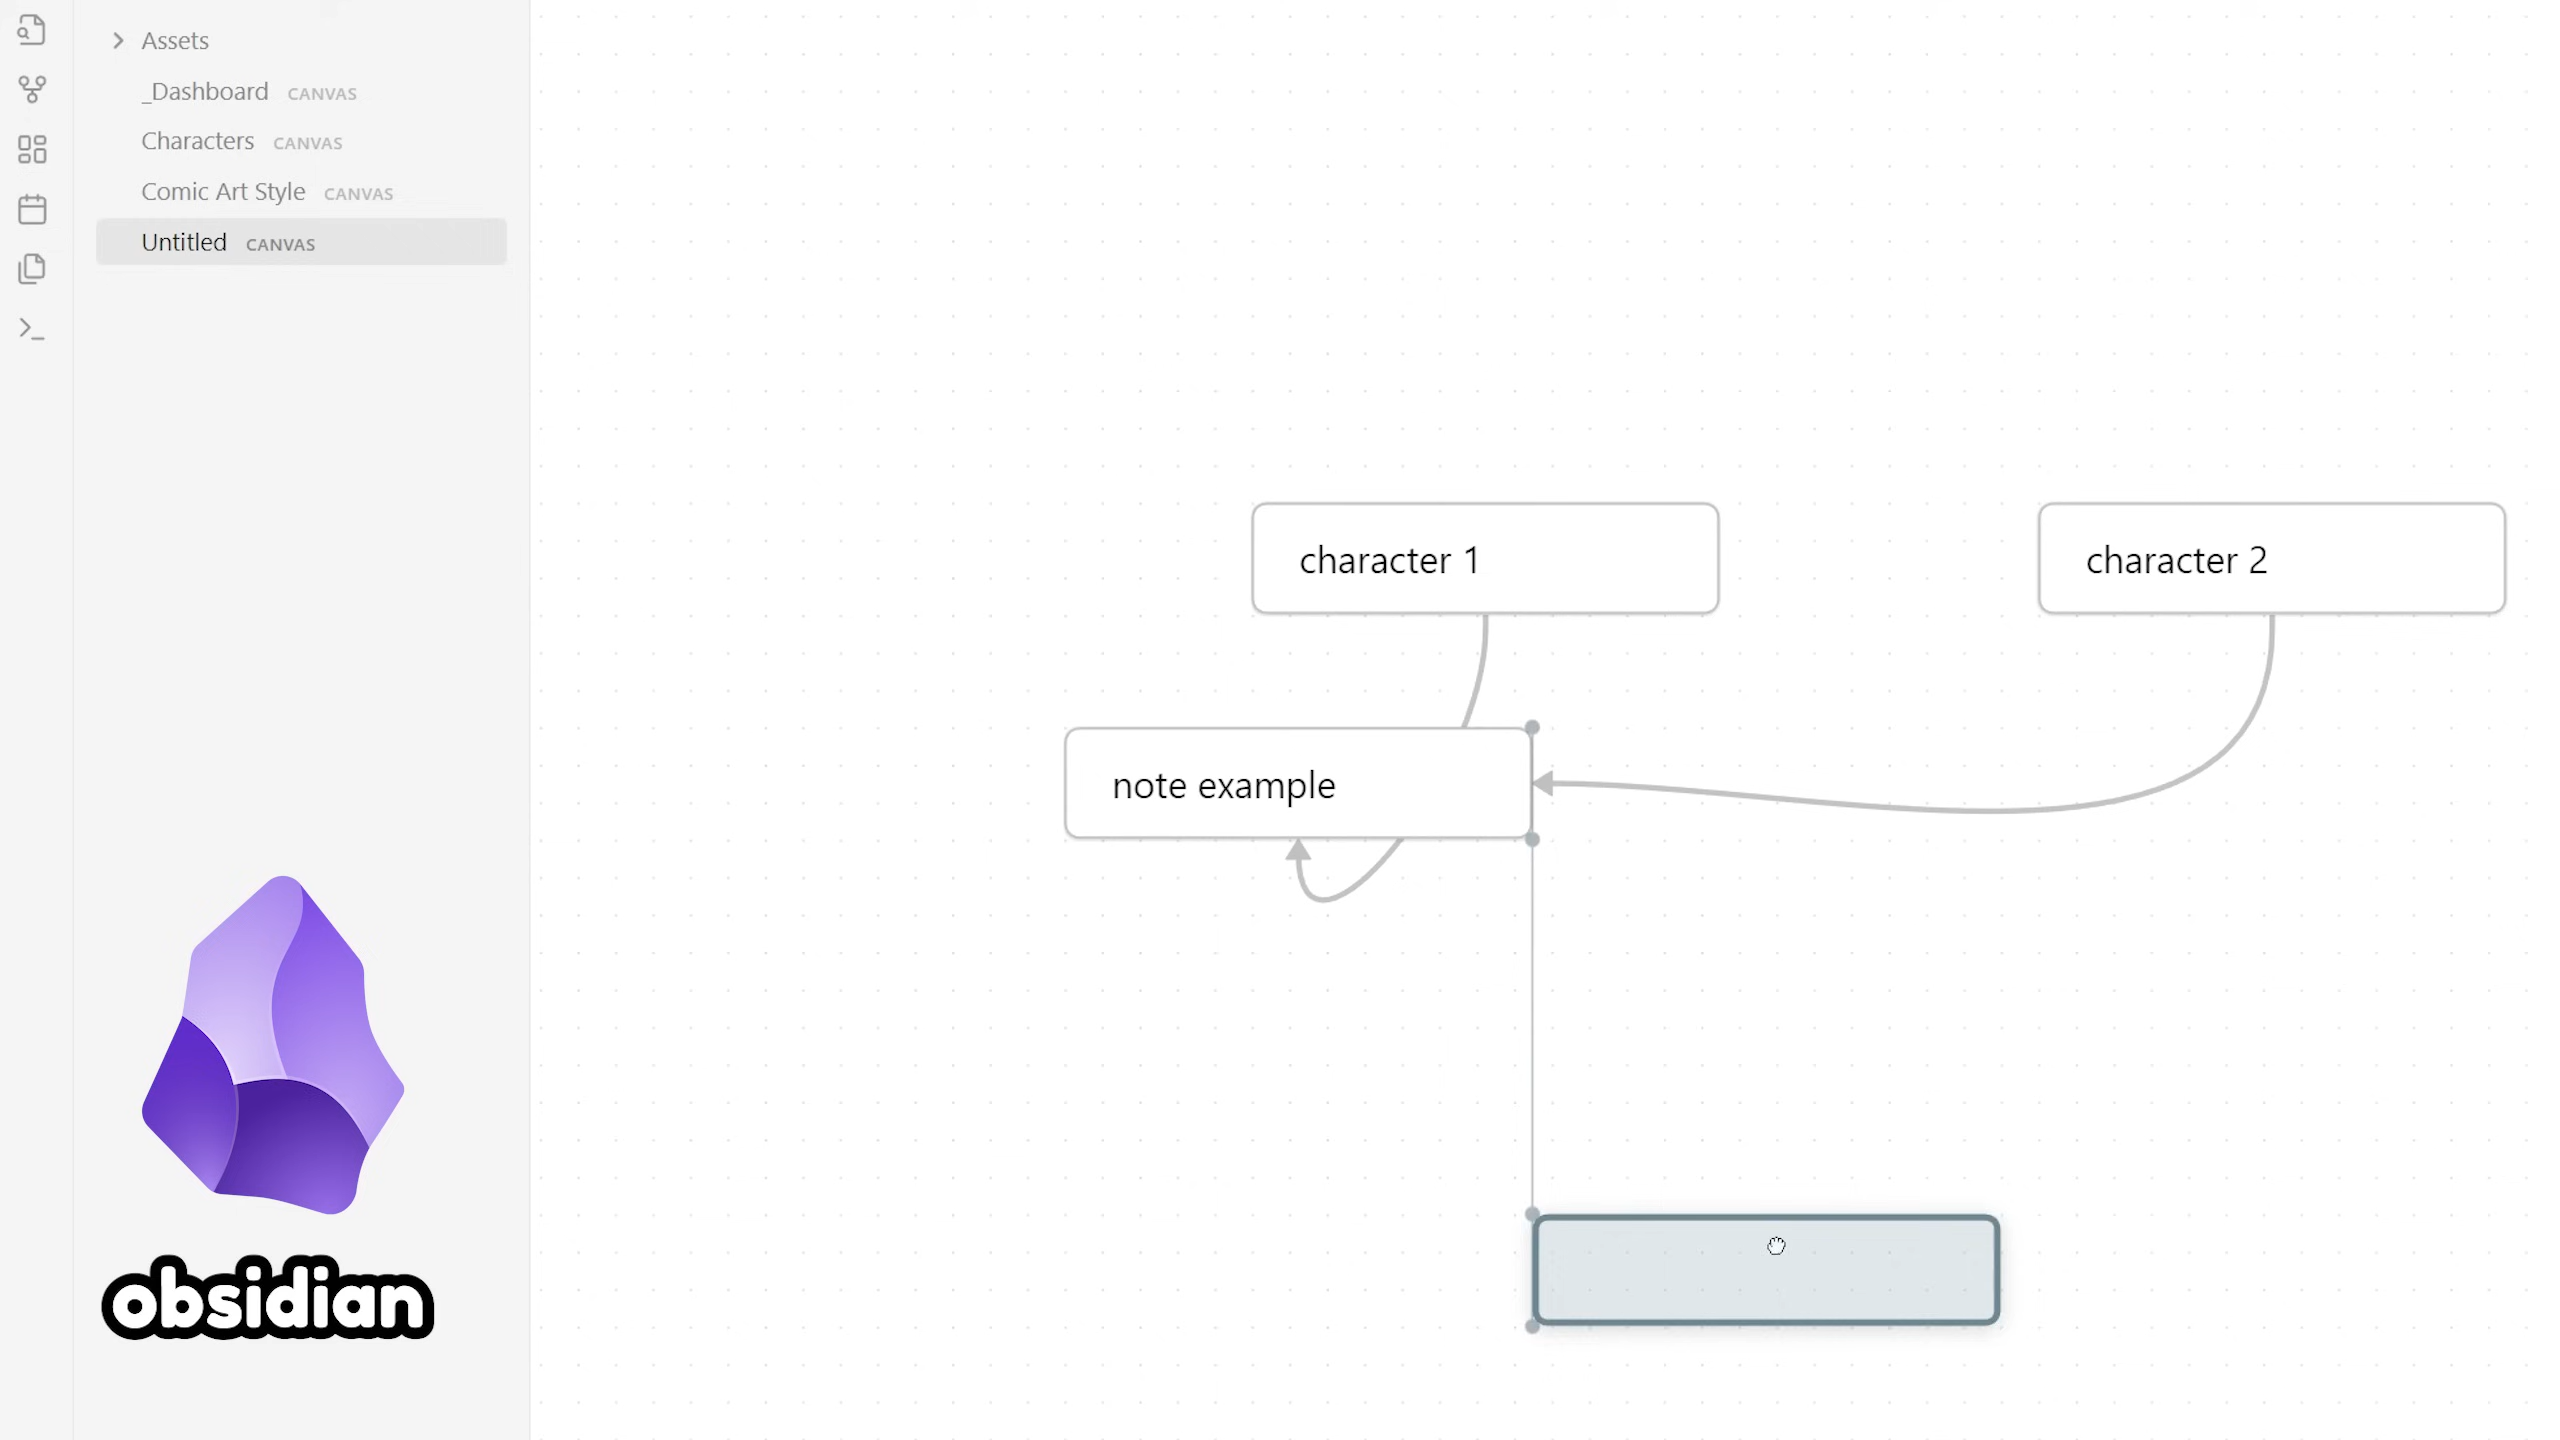 Assets
_Dashboard CANVAS
Characters CANVAS
Comic Art Style CANVAS
Untitled CANVAS
character 1
character 2
note example
obsidian